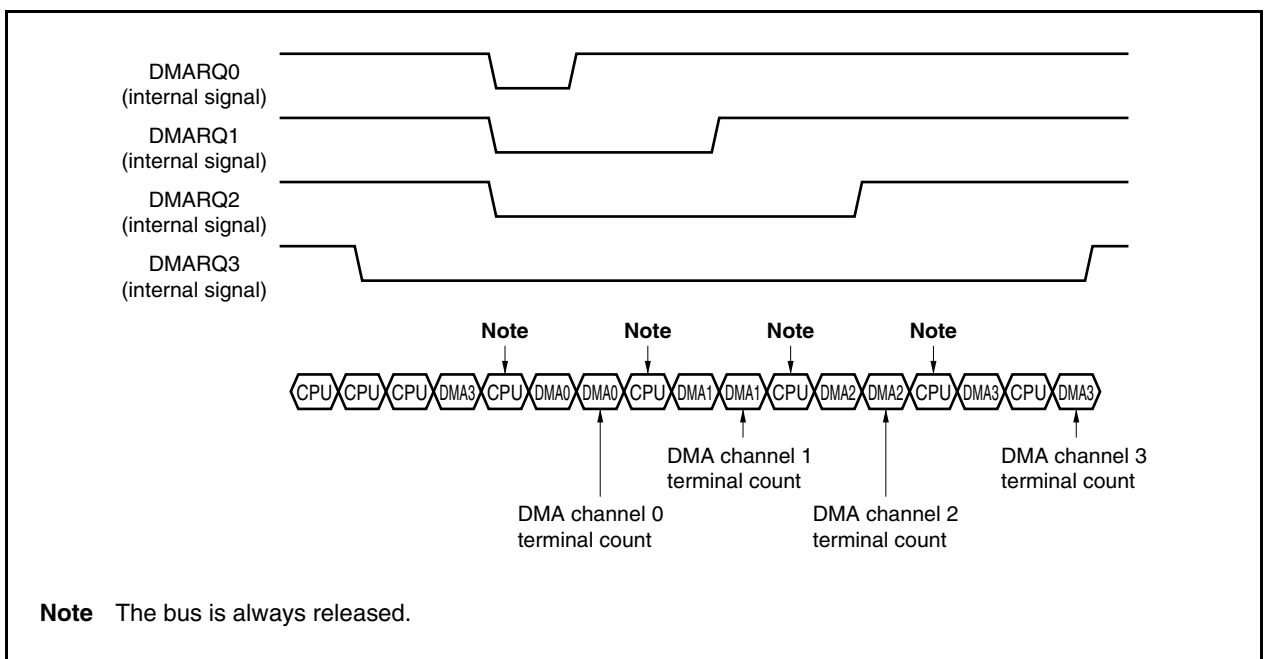 DMARQ0
(internal signal)
DMARQ1
(internal signal)
DMARQ2
(internal signal)
DMARQ3
(internal signal)
Note Note Note Note
CPU CPU CPU DMA3 CPU DMA0 DMA0 CPU DMA1 DMA1 CPU DMA2 DMA2 CPU DMA3 CPU DMA3
DMA channel 1
terminal count
DMA channel 3
terminal count
DMA channel 0
terminal count
DMA channel 2
terminal count
Note The bus is always released.